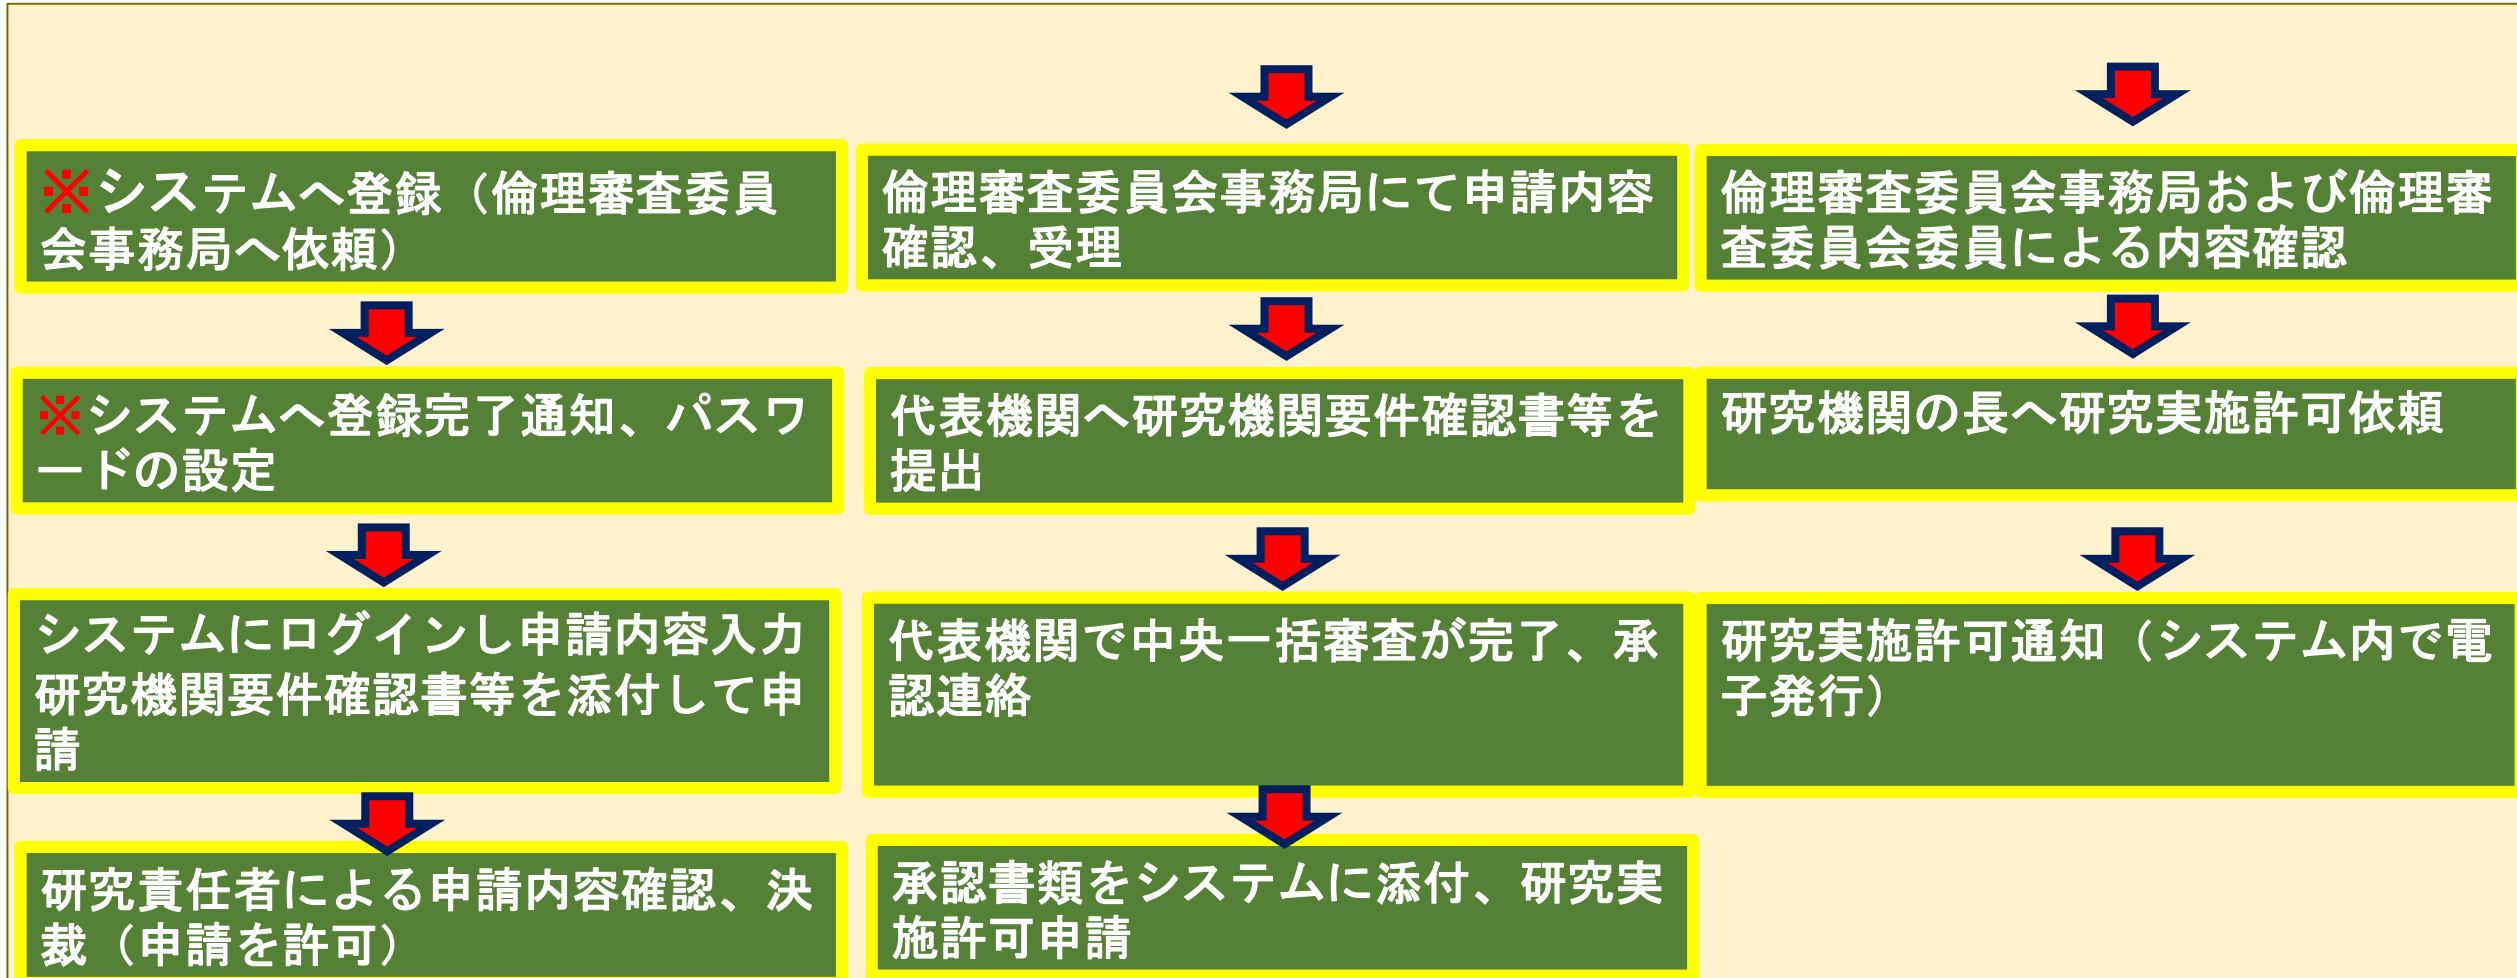 ※システムへ登録（倫理審査委員
会事務局へ依頼）
※システムへ登録完了通知、パスワ
ードの設定
システムにログインし申請内容入力
研究機関要件確認書等を添付して申
請
研究責任者による申請内容確認、決
裁（申請を許可）
倫理審査委員会事務局にて申請内容
確認、受理
代表機関へ研究機関要件確認書等を
提出
代表機関で中央一括審査が完了、承
認連絡
承認書類をシステムに添付、研究実
施許可申請
倫理審査委員会事務局および倫理審
査委員会委員による内容確認
研究機関の長へ研究実施許可依頼
研究実施許可通知（システム内で電
子発行）